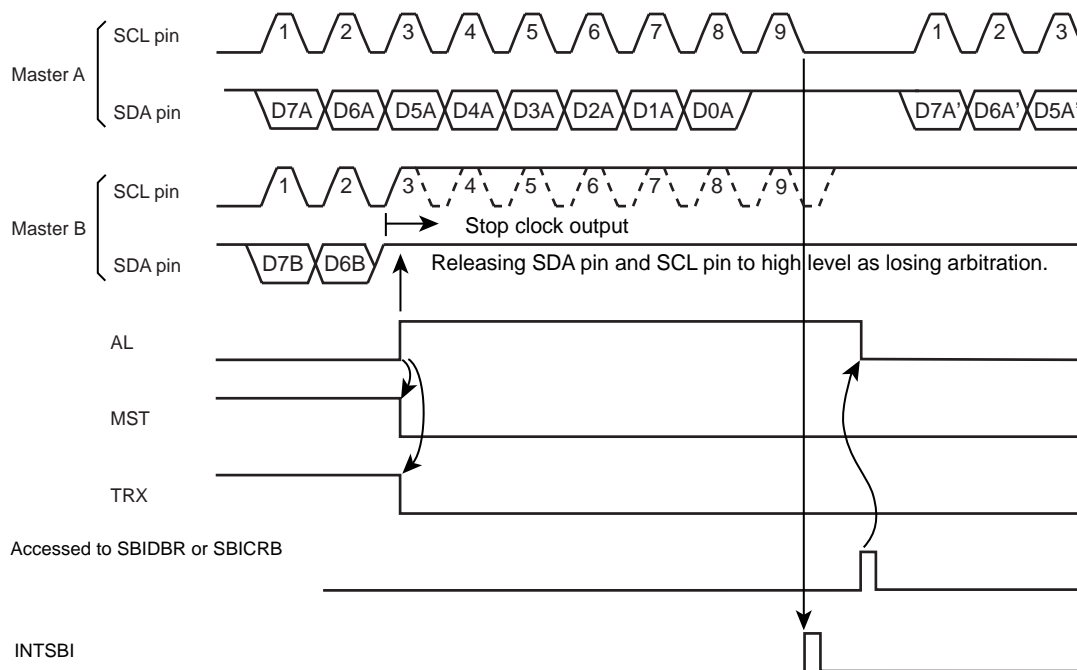 SCL pin 1 2 3 4 5 6 7 8 9 1 2 3
Master A
SDA pin D7A D6A D5A D4A D3A D2A D1A D0A D7A' D6A' D5A'
SCL pin 1 2 3 4 5 6 7 8 9
Master B
Stop clock output
SDA pin D7B D6B
Releasing SDA pin and SCL pin to high level as losing arbitration.
AL
MST
TRX
Accessed to SBIDBR or SBICRB
INTSBI